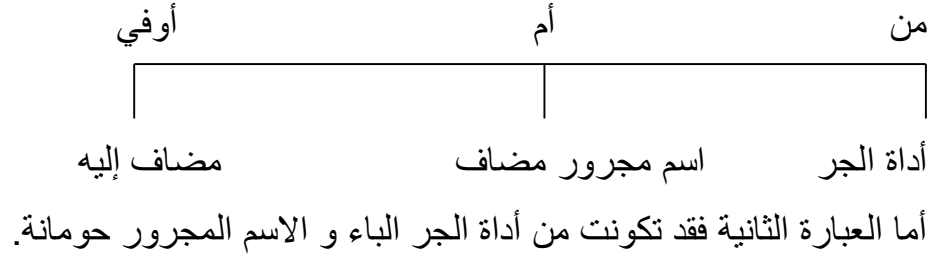 من أم أوفي
أداة الجر اسم مجرور مضاف مضاف إليه
أما العبارة الثانية فقد تكونت من أداة الجر الباء و الاسم المجرور حومانة.